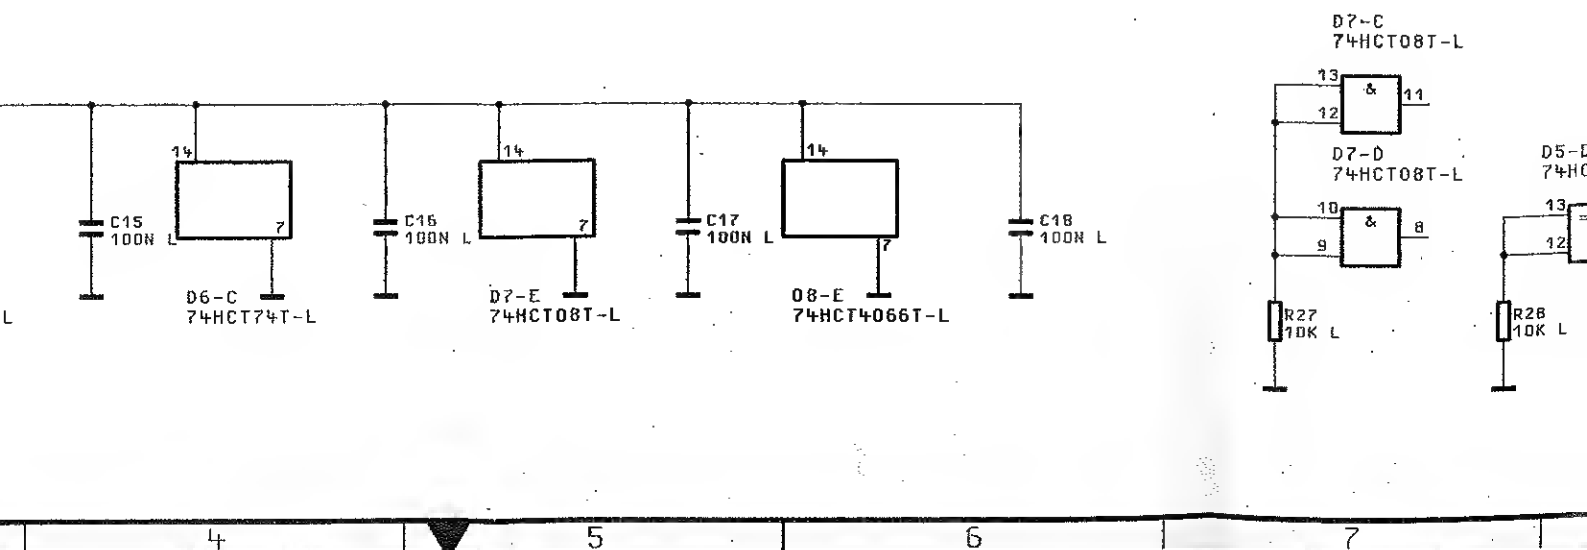 D7-C
74HCT08T-L
13
&
11
12
14
14
14
D7-D
74HCT08T-L
D5-
74HC
C15
100N L
7
C16
100N L
7
C17
100N L
7
C18
100N L
10
&
8
9
13
12
L
D6-C
74HCT74T-L
D7-E
74HCT08T-L
08-E
74HCT4066T-L
R27
10K L
R28
10K L
4
5
6
7